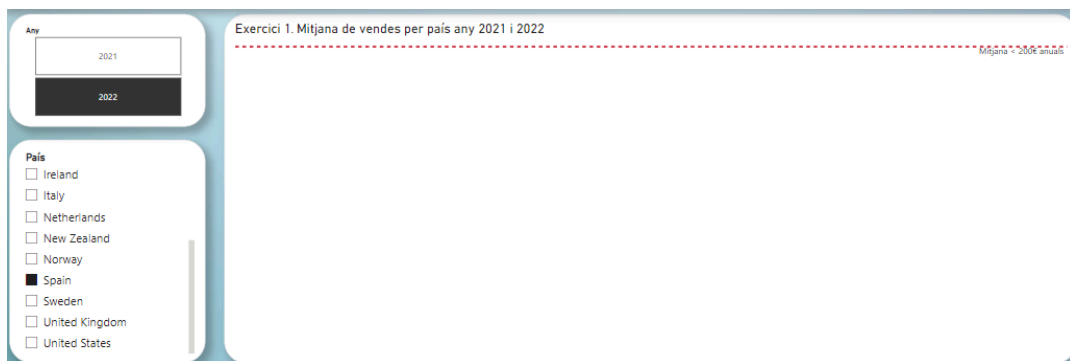 Any
2021
2022
País
Ireland
Italy
Netherlands
New Zealand
Norway
Spain
Sweden
United Kingdom
United States
Exercici 1. Mitjana de vendes per país any 2021 i 2022
Mitjana < 200€ anuals